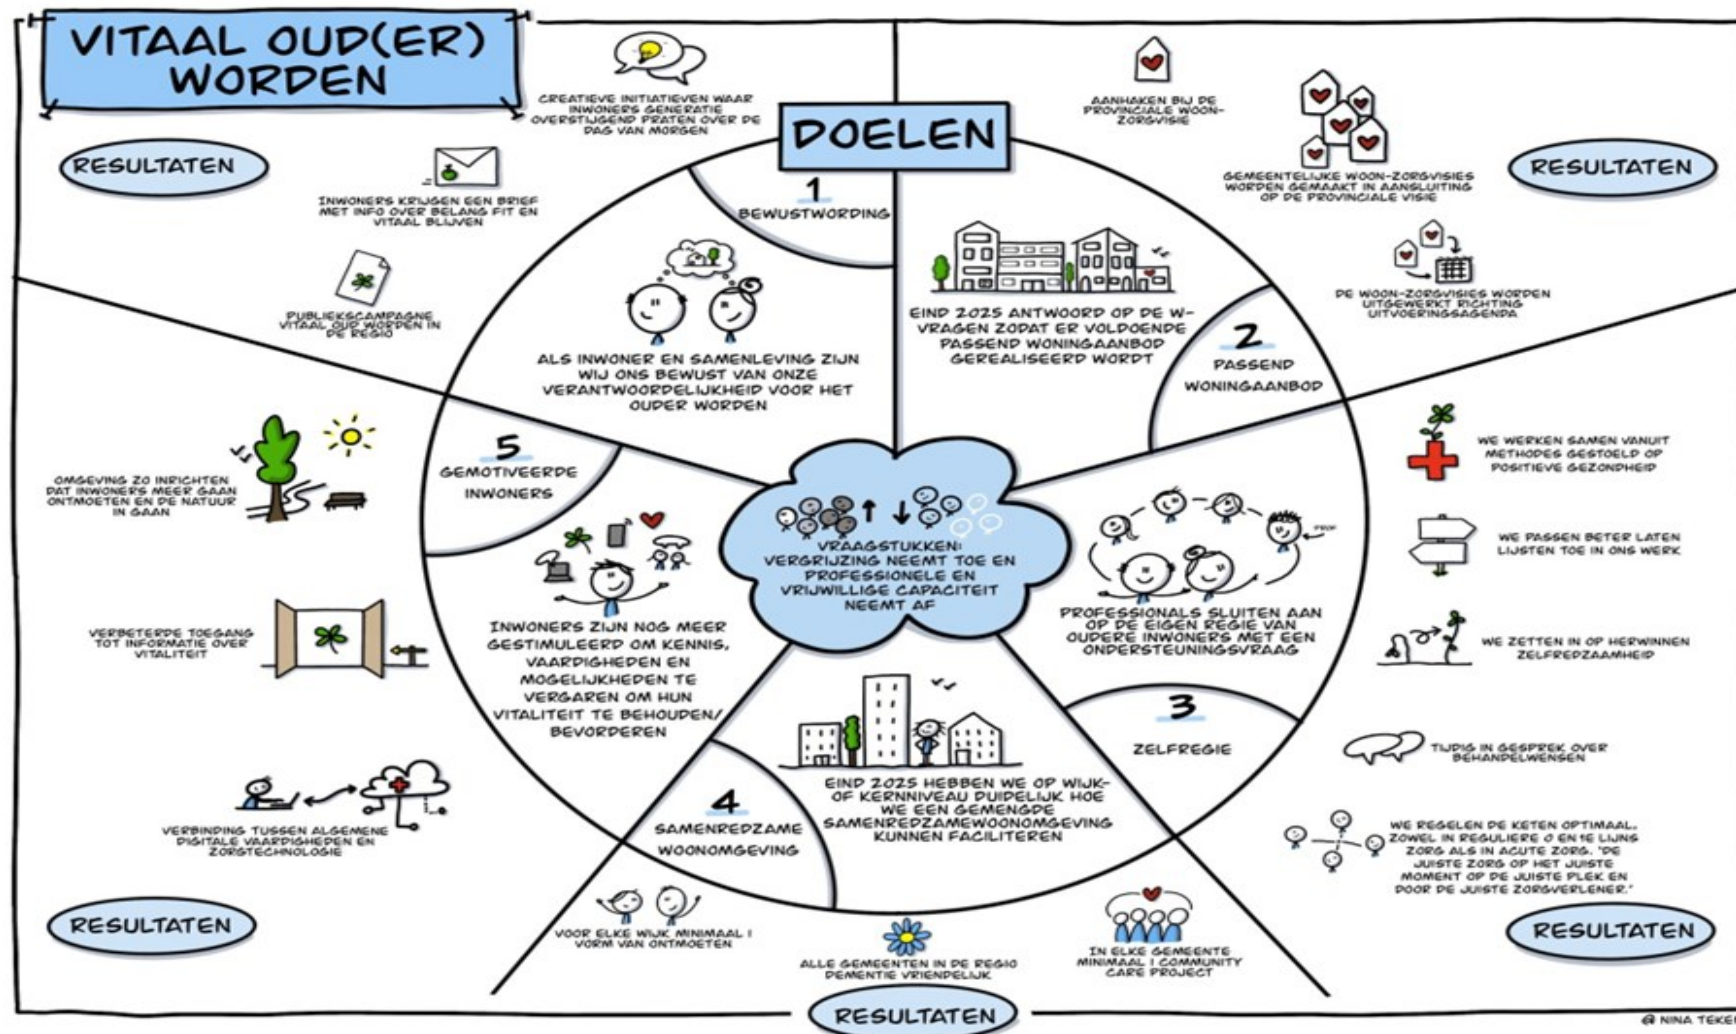 VITAAL OUD(ER)
WORDEN
DOELEN
RESULTATEN
CREATIEVE INITIATIEVEN WAAR
INWONERS GENERATIE
OVERSTIJGEND PRATEN OVER DE
DAG VAN MORGEN
INWONERS KRIJGEN EEN BRIEF
MET INFO OVER BELANG FIT EN
VITAAL BLIJVEN
PUBLIEKSCAMPAGNE
VITAAL OUD WORDEN IN
DE REGIO
1
BEWUSTWORDING
ALS INWONER EN SAMENLEVING ZIJN
WIJ ONS BEWUST VAN ONZE
VERANTWOORDELIJKHEID VOOR HET
OUDER WORDEN
AANHAKEN BIJ DE
PROVINCIALE WOON-
ZORGVISIE
GEMEENTELIJKE WOON-ZORGVISIES
WORDEN GEMAAKT IN AANSLUITING
OP DE PROVINCIALE VISIE
RESULTATEN
DE WOON-ZORGVISIES WORDEN
UITGEWERKT RICHTING
UITVOERINGSAGENDA
EIND 2025 ANTWOORD OP DE W-
VRAGEN ZODAT ER VOLDOENDE
PASSEND WONINGAANBOD
GEREALISEERD WORDT
2
PASSEND
WONINGAANBOD
VRAAGSTUKKEN:
VERGRIJZING NEEMT TOE EN
PROFESSIONELE EN
VRIJWILLIGE CAPACITEIT
NEEMT AF
PROF
PROFESSIONALS SLUITEN AAN
OP DE EIGEN REGIE VAN
OUDERE INWONERS MET EEN
ONDERSTEUNINGSVRAAG
3
ZELFREGIE
WE WERKEN SAMEN VANUIT
METHODES GESTOELD OP
POSITIEVE GEZONDHEID
WE PASSEN BETER LATEN
LIJSTEN TOE IN ONS WERK
WE ZETTEN IN OP HERWINNEN
ZELFREDZAAMHEID
TIJDIG IN GESPREK OVER
BEHANDELWENSEN
WE REGELEN DE KETEN OPTIMAAL,
ZOWEL IN REGULIERE 0 EN 1E LIJNS
ZORG ALS IN ACUTE ZORG. "DE
JUISTE ZORG OP HET JUISTE
MOMENT OP DE JUISTE PLEK EN
DOOR DE JUISTE ZORGVERLENER."
RESULTATEN
EIND 2025 HEBBEN WE OP WIJK-
OF KERNNIVEAU DUIDELIJK HOE
WE EEN GEMENGDE
SAMENREDZAMEWOONOMGEVING
KUNNEN FACILITEREN
4
SAMENREDZAME
WOONOMGEVING
VOOR ELKE WIJK MINIMAAL 1
VORM VAN ONTMOETEN
ALLE GEMEENTEN IN DE REGIO
DEMENTIE VRIENDELIJK
IN ELKE GEMEENTE
MINIMAAL 1 COMMUNITY
CARE PROJECT
RESULTATEN
5
GEMOTIVEERDE
INWONERS
INWONERS ZIJN NOG MEER
GESTIMULEERD OM KENNIS,
VAARDIGHEDEN EN
MOGELIJKHEDEN TE
VERGAREN OM HUN
VITALITEIT TE BEHOUDEN/
BEVORDEREN
OMGEVING ZO INRICHTEN
DAT INWONERS MEER GAAN
ONTMOETEN EN DE NATUUR
IN GAAN
VERBETERDE TOEGANG
TOT INFORMATIE OVER
VITALITEIT
VERBINDING TUSSEN ALGEMENE
DIGITALE VAARDIGHEDEN EN
ZORGTECHNOLOGIE
RESULTATEN
@ NINA